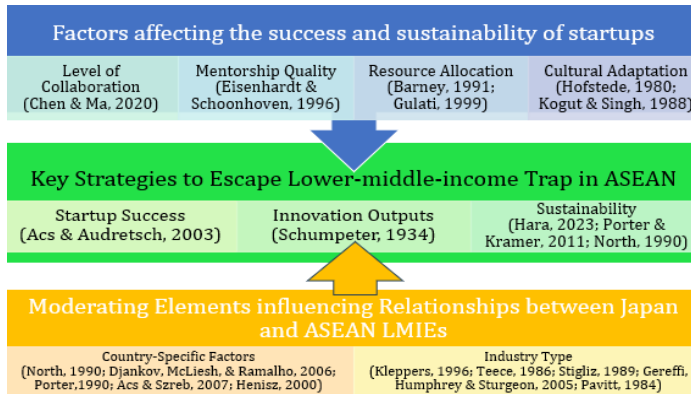 Factors affecting the success and sustainability of startups
Level of
Collaboration
(Chen & Ma, 2020)
Mentorship Quality
(Eisenhardt &
Schoonhoven, 1996)
Resource Allocation
(Barney, 1991;
Gulati, 1999)
Cultural Adaptation
(Hofstede, 1980;
Kogut & Singh, 1988)
Key Strategies to Escape Lower-middle-income Trap in ASEAN
Startup Success
(Acs & Audretsch, 2003)
Innovation Outputs
(Schumpeter, 1934)
Sustainability
(Hara, 2023; Porter &
Kramer, 2011; North, 1990)
Moderating Elements influencing Relationships between Japan
and ASEAN LMIEs
Country-Specific Factors
(North, 1990; Djankov, McLiesh, & Ramalho, 2006;
Porter,1990; Acs & Szreb, 2007; Henisz, 2000)
Industry Type
(Kleppers, 1996; Teece, 1986; Stigliz, 1989; Gereffi,
Humphrey & Sturgeon, 2005; Pavitt, 1984)